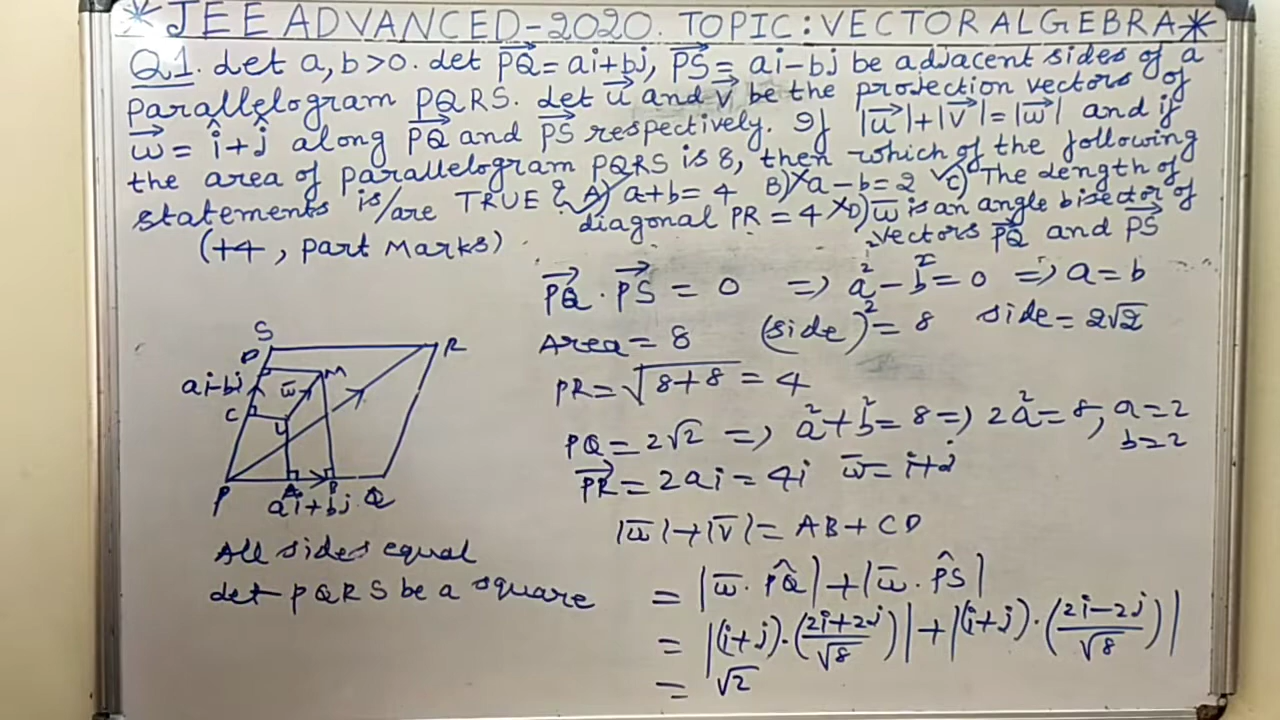 *JEE ADVANCED-2020. TOPIC: VECTOR ALGEBRA*
Q1. Let a, b >0. Let PQ⃗ = ai+bj, PS⃗ = ai-bj be adjacent sides of a
parallelogram PQRS. Let u⃗ and v⃗ be the projection vectors of
w⃗ = î+ĵ along PQ⃗ and PS⃗ respectively. If |u⃗|+|v⃗|=|w⃗| and if
the area of parallelogram PQRS is 8, then which of the following
statements is/are TRUE? ✓A) a+b=4 B)× a-b=2 ✓C) The Length of
diagonal PR = 4 ×D) w̅ is an angle bisector of
(+4, part Marks) vectors PQ⃗ and PS⃗
PQ⃗ . PS⃗ = 0 => a²-b²=0 => a=b
Area = 8 (side)²=8 side=2√2
PR=√8+8 = 4
PQ=2√2 => a²+b²=8 => 2a²=8, a=2
b=2
PR⃗ = 2ai=4i w̅=i+j
|u̅|+|v̅|= AB+CD
= |w̅. PQ̂|+|w̅. PŜ|
= |(i+j).(2i+2j/√8)|+|(i+j).(2i-2j/√8)|
= √2
S
R
D
M
ai-bj
w̅
C
L
P
A
B
Q
ai+bj
All sides equal
Let PQRS be a square